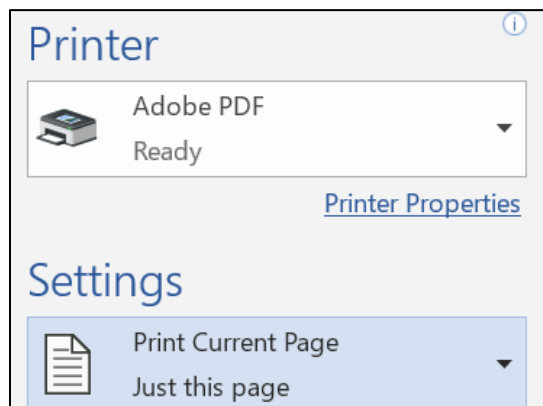 Printer
Adobe PDF
Ready
Printer Properties
Settings
Print Current Page
Just this page